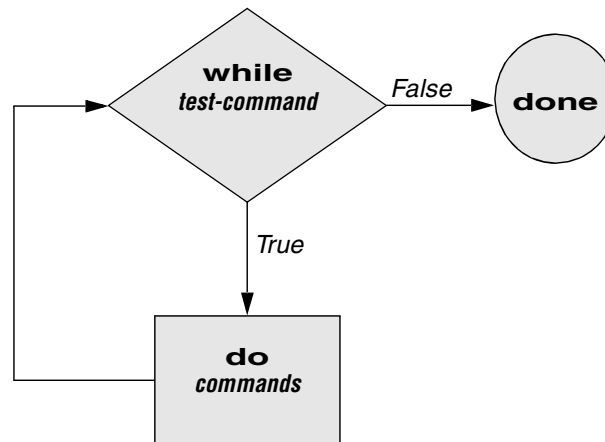 while
test-command
False
done
True
do
commands